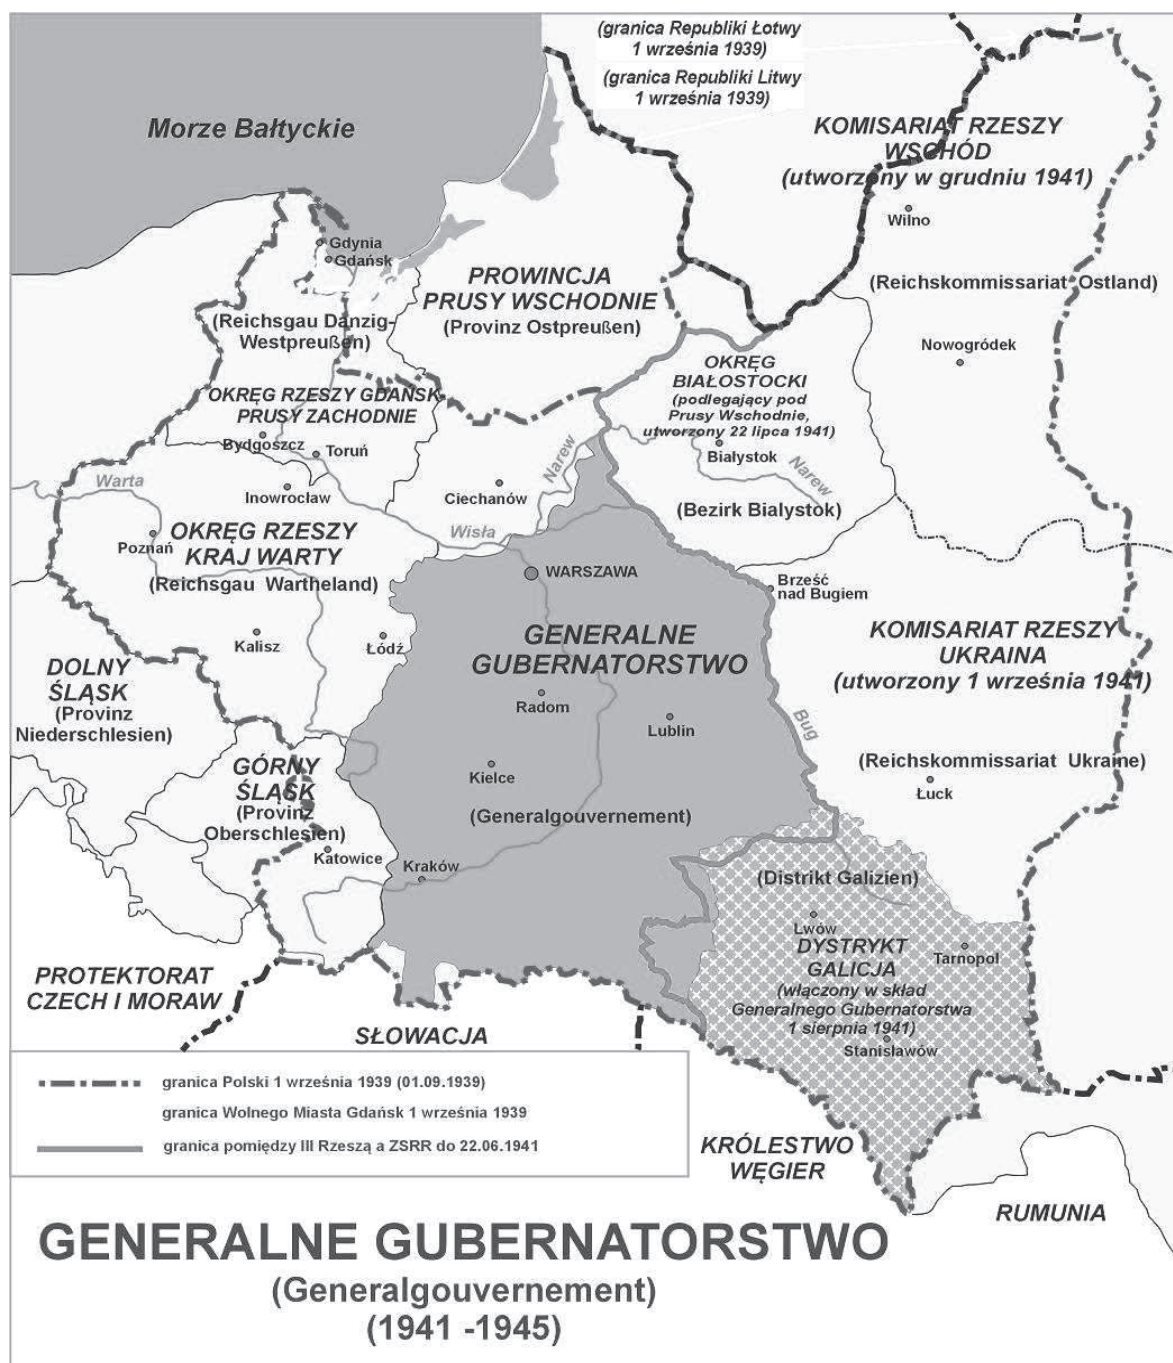 (granica Republiki Łotwy
1 września 1939)
(granica Republiki Litwy
1 września 1939)
Morze Bałtyckie
KOMISARIAT RZESZY
WSCHÓD
(utworzony w grudniu 1941)
Wilno
(Reichskommissariat Ostland)
Nowogródek
Gdynia
Gdańsk
PROWINCJA
PRUSY WSCHODNIE
(Provinz Ostpreußen)
(Reichsgau Danzig-
Westpreußen)
OKRĘG RZESZY GDAŃSK
PRUSY ZACHODNIE
Bydgoszcz
Toruń
OKRĘG
BIAŁOSTOCKI
(podlegający pod
Prusy Wschodnie,
utworzony 22 lipca 1941)
Białystok
Narew
Narew
(Bezirk Bialystok)
Warta
Inowrocław
Ciechanów
Wisła
OKRĘG RZESZY
KRAJ WARTY
Poznań
(Reichsgau Wartheland)
Kalisz
Łódź
WARSZAWA
Brześć
nad Bugiem
GENERALNE
GUBERNATORSTWO
Radom
Lublin
Kielce
(Generalgouvernement)
Kraków
Bug
KOMISARIAT RZESZY
UKRAINA
(utworzony 1 września 1941)
(Reichskommissariat Ukraine)
Łuck
DOLNY
ŚLĄSK
(Provinz
Niederschlesien)
GÓRNY
ŚLĄSK
(Provinz
Oberschlesien)
Katowice
(Distrikt Galizien)
Lwów
DYSTRYKT
GALICJA
(włączony w skład
Generalnego Gubernatorstwa
1 sierpnia 1941)
Tarnopol
Stanisławów
PROTEKTORAT
CZECH I MORAW
SŁOWACJA
KRÓLESTWO
WĘGIER
RUMUNIA
granica Polski 1 września 1939 (01.09.1939)
granica Wolnego Miasta Gdańsk 1 września 1939
granica pomiędzy III Rzeszą a ZSRR do 22.06.1941
GENERALNE GUBERNATORSTWO
(Generalgouvernement)
(1941 -1945)